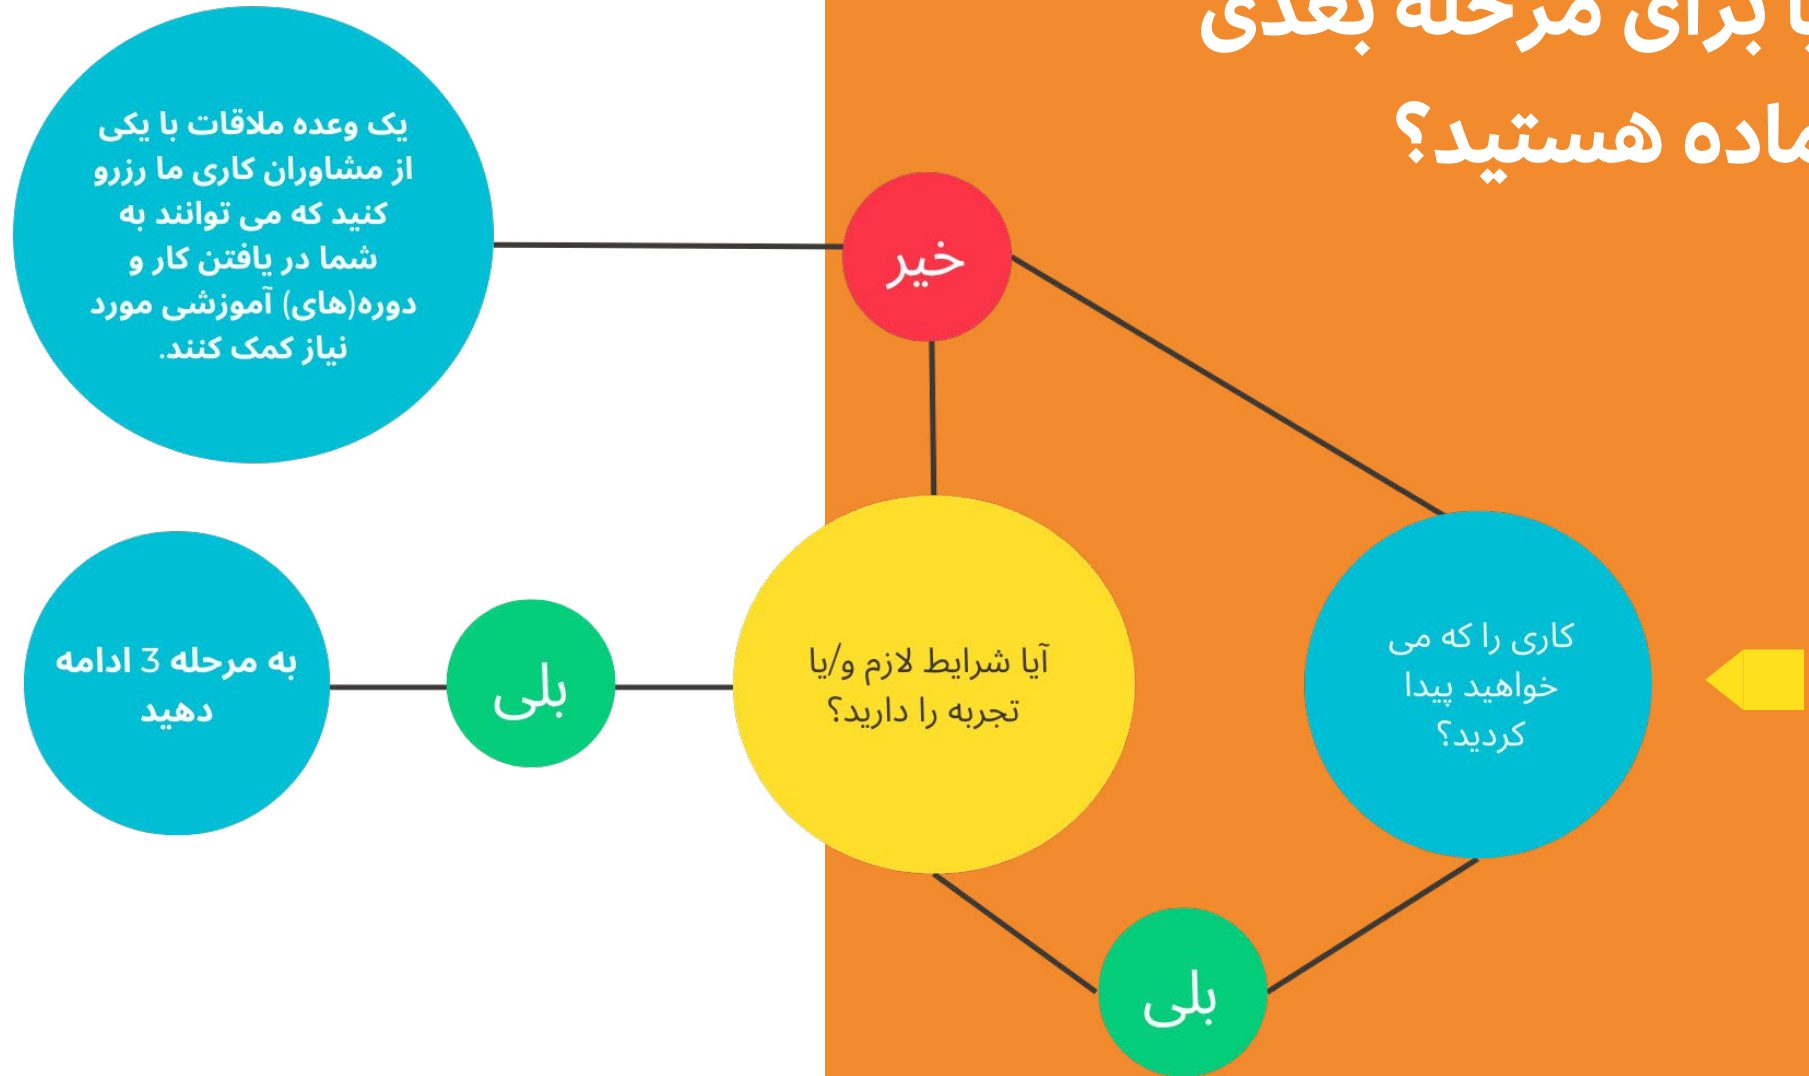 برای مرحله بعدی
هستید؟
یک وعده ملاقات با یکی
از مشاوران کاری ما رزرو
کنید که می توانند به
شما در یافتن کار و
دوره(های) آموزشی مورد
نیاز کمک کنند.
خیر
کاری را که می
خواهید پیدا
کردید؟
آیا شرایط لازم و/یا
تجربه را دارید؟
بلی
بلی
به مرحله 3 ادامه
دهید